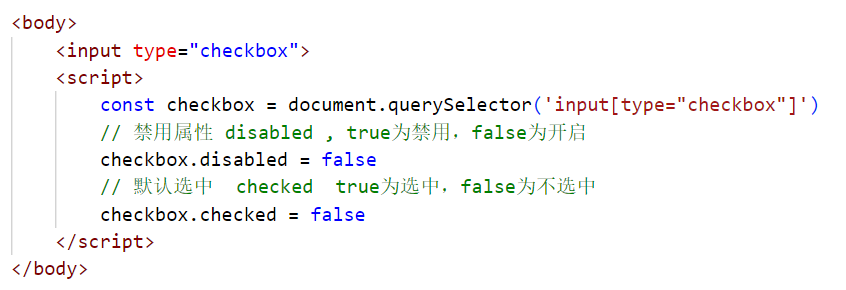 <body>
    <input type="checkbox">
    <script>
        const checkbox = document.querySelector('input[type="checkbox"]')
        // 禁用属性 disabled , true为禁用，false为开启
        checkbox.disabled = false
        // 默认选中  checked  true为选中，false为不选中
        checkbox.checked = false
    </script>
</body>